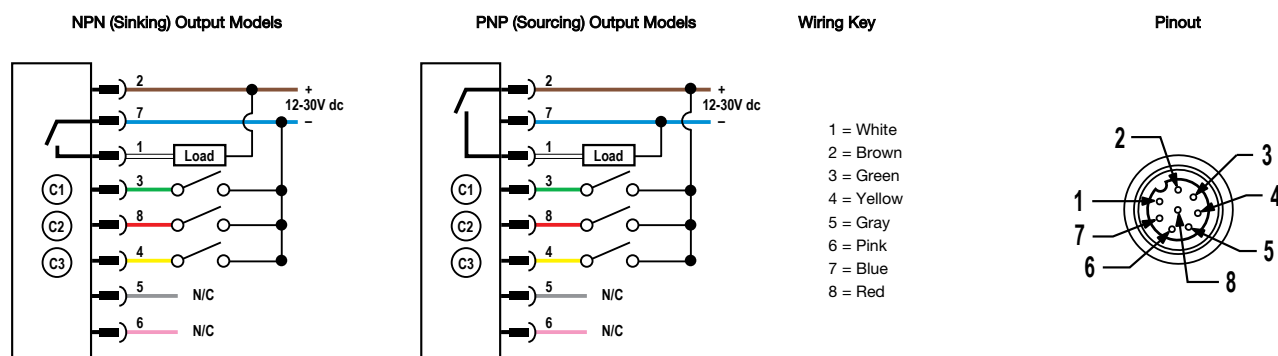 NPN (Sinking) Output Models
2
+
12-30V dc
7
–
1
Load
C1
3
C2
8
C3
4
5
N/C
6
N/C
PNP (Sourcing) Output Models
2
+
12-30V dc
7
–
1
Load
C1
3
C2
8
C3
4
5
N/C
6
N/C
Wiring Key
1 = White
2 = Brown
3 = Green
4 = Yellow
5 = Gray
6 = Pink
7 = Blue
8 = Red
Pinout
2
3
1
4
7
5
6
8